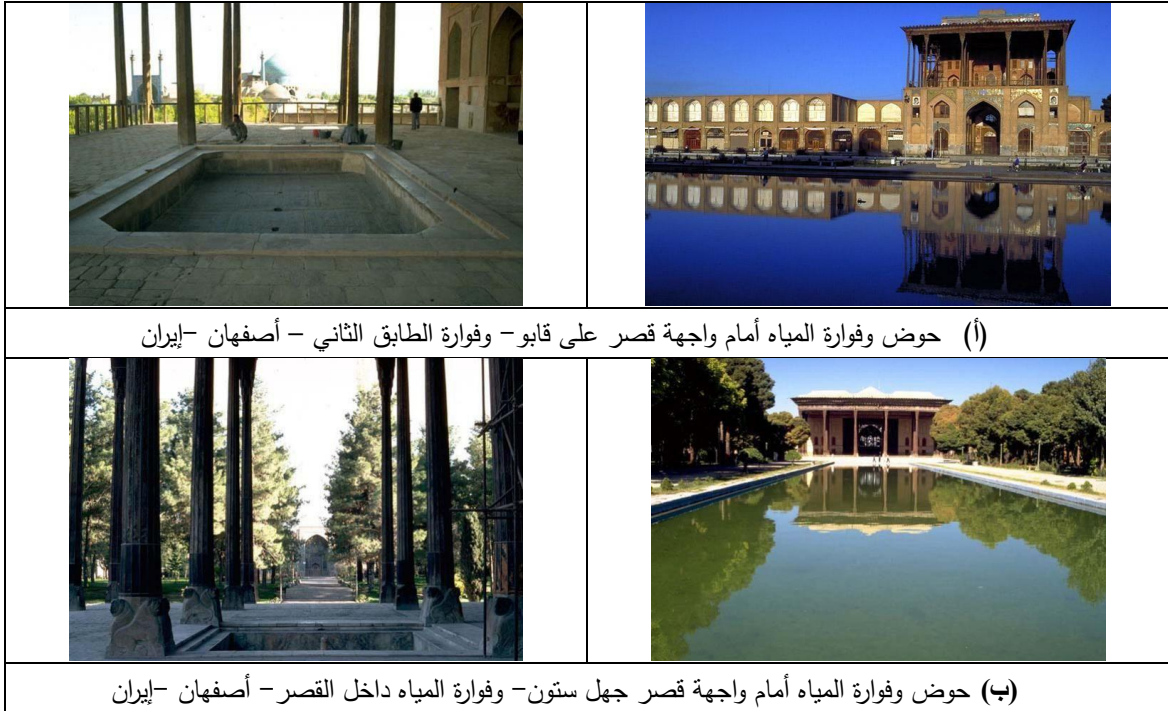 (أ) حوض وفوارة المياه أمام واجهة قصر على قابو– وفوارة الطابق الثاني – أصفهان –إيران
(ب) حوض وفوارة المياه أمام واجهة قصر جهل ستون– وفوارة المياه داخل القصر– أصفهان –إيران